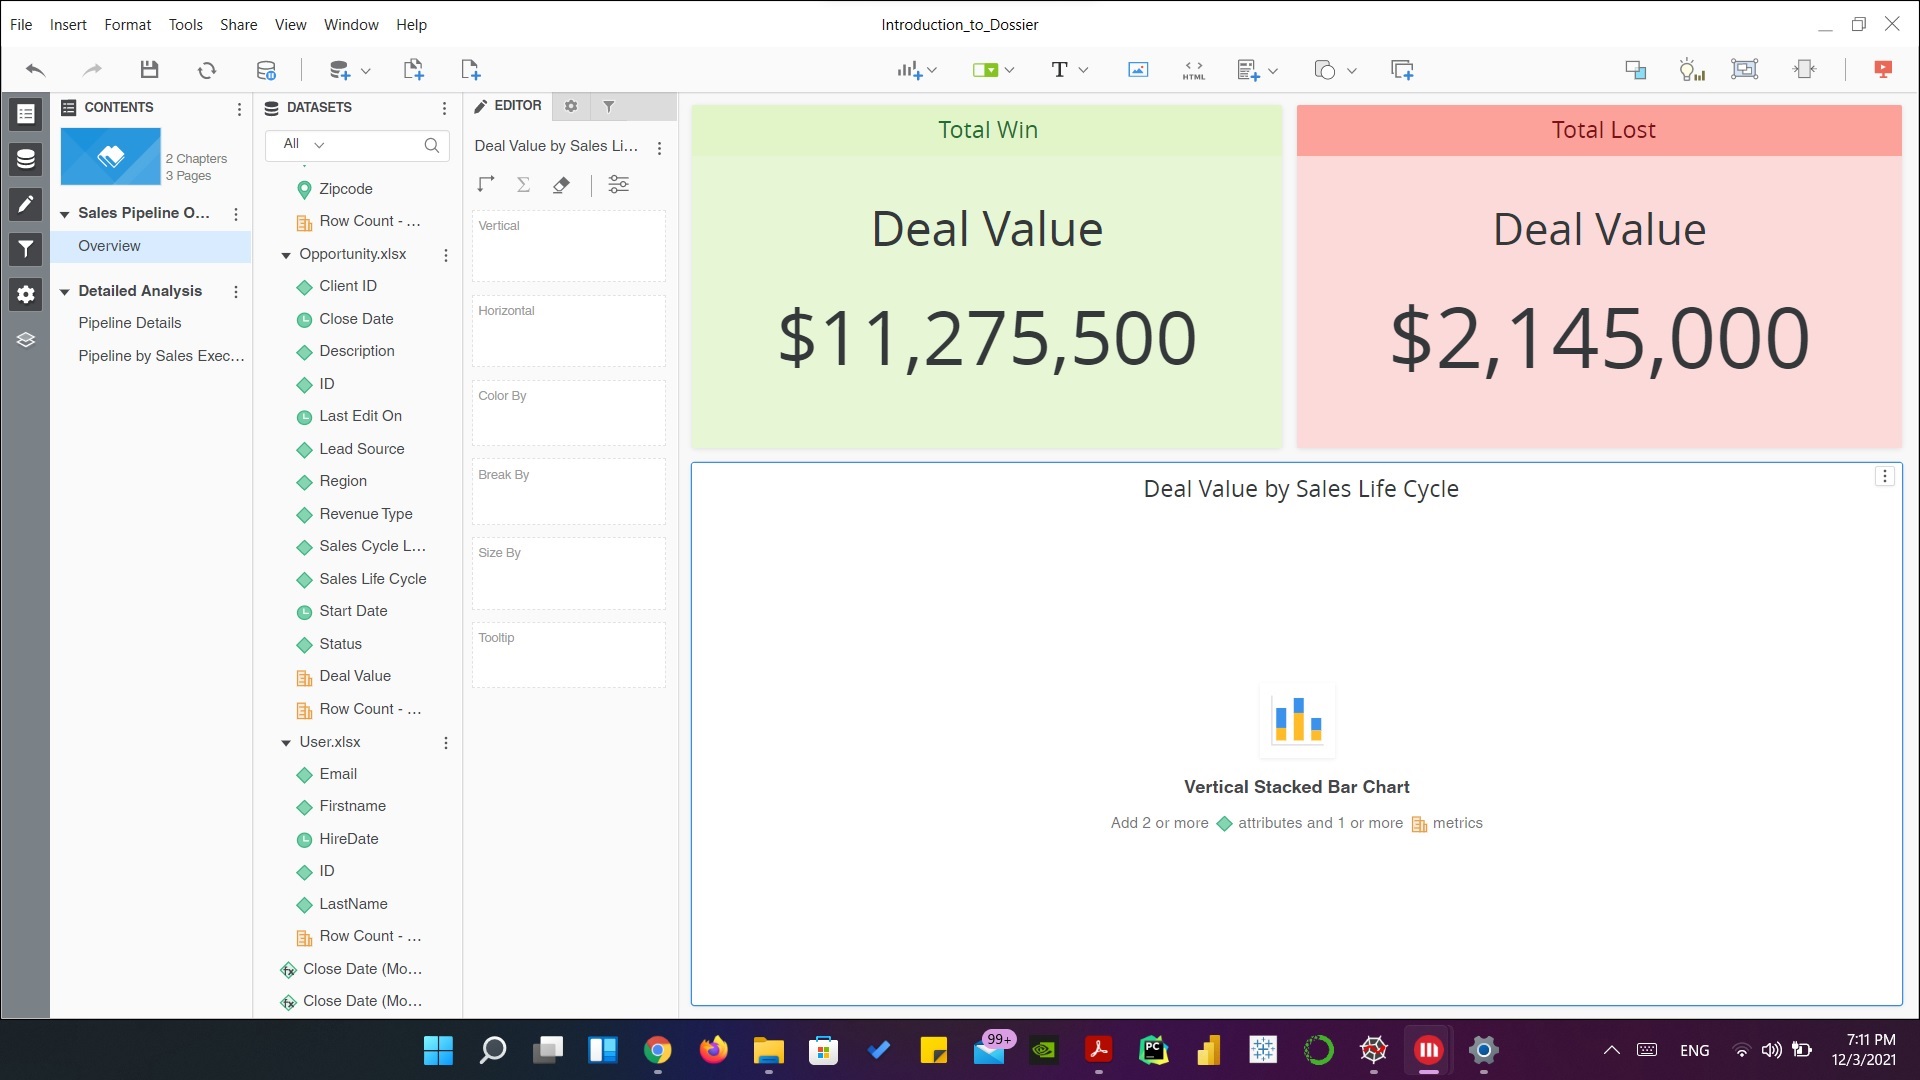 File Insert Format Tools Share View Window Help
Introduction_to_Dossier
HTML
CONTENTS
2 Chapters
3 Pages
Sales Pipeline O...
Overview
Detailed Analysis
Pipeline Details
Pipeline by Sales Exec...
DATASETS
All
Zipcode
Row Count - ...
Opportunity.xlsx
Client ID
Close Date
Description
ID
Last Edit On
Lead Source
Region
Revenue Type
Sales Cycle L...
Sales Life Cycle
Start Date
Status
Deal Value
Row Count - ...
User.xlsx
Email
Firstname
HireDate
ID
LastName
Row Count - ...
Close Date (Mo...
Close Date (Mo...
EDITOR
Deal Value by Sales Li...
Vertical
Horizontal
Color By
Break By
Size By
Tooltip
Total Win
Deal Value
$11,275,500
Total Lost
Deal Value
$2,145,000
Deal Value by Sales Life Cycle
Vertical Stacked Bar Chart
Add 2 or more attributes and 1 or more metrics
99+
PC
ENG
7:11 PM
12/3/2021